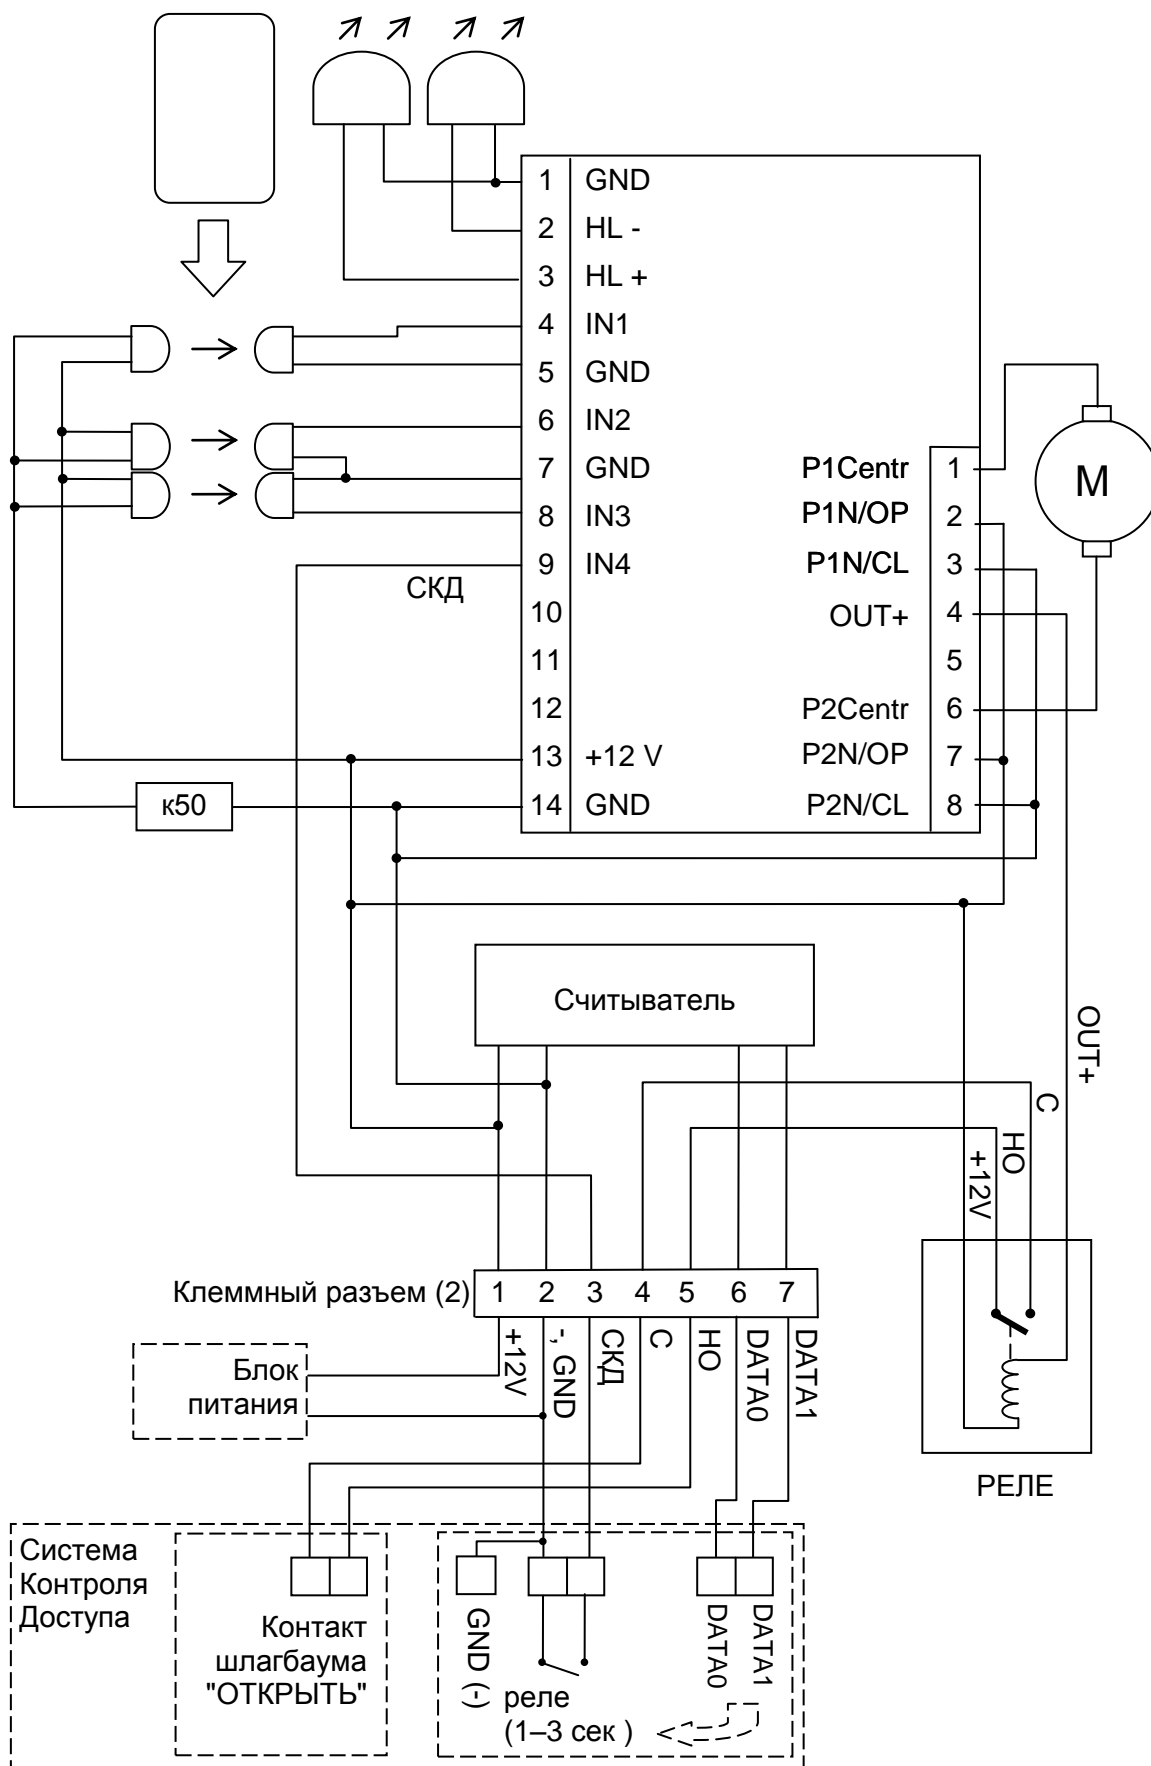 1 GND
2 HL -
3 HL +
4 IN1
5 GND
6 IN2
7 GND
8 IN3
9 IN4
10
11
12
13 +12 V
14 GND
СКД
к50
P1Centr 1
P1N/OP 2
P1N/CL 3
OUT+ 4
5
P2Centr 6
P2N/OP 7
P2N/CL 8
M
Считыватель
OUT+
C
НО
+12V
РЕЛЕ
Клеммный разъем (2) 1 2 3 4 5 6 7
+12V
-, GND
СКД
C
НО
DATA0
DATA1
Блок
питания
Система
Контроля
Доступа
Контакт
шлагбаума
"ОТКРЫТЬ"
GND (-)
реле
(1–3 сек )
DATA0
DATA1